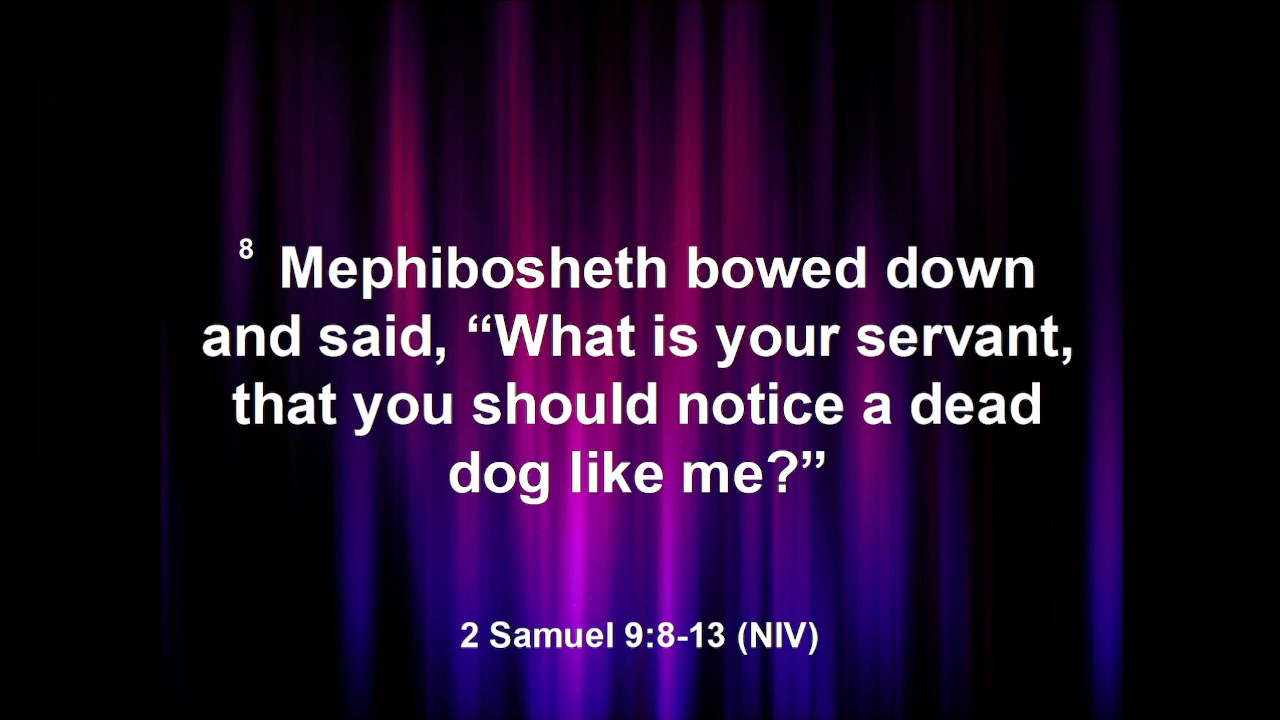 8 Mephibosheth bowed down
and said, “What is your servant,
that you should notice a dead
dog like me?”
2 Samuel 9:8-13 (NIV)